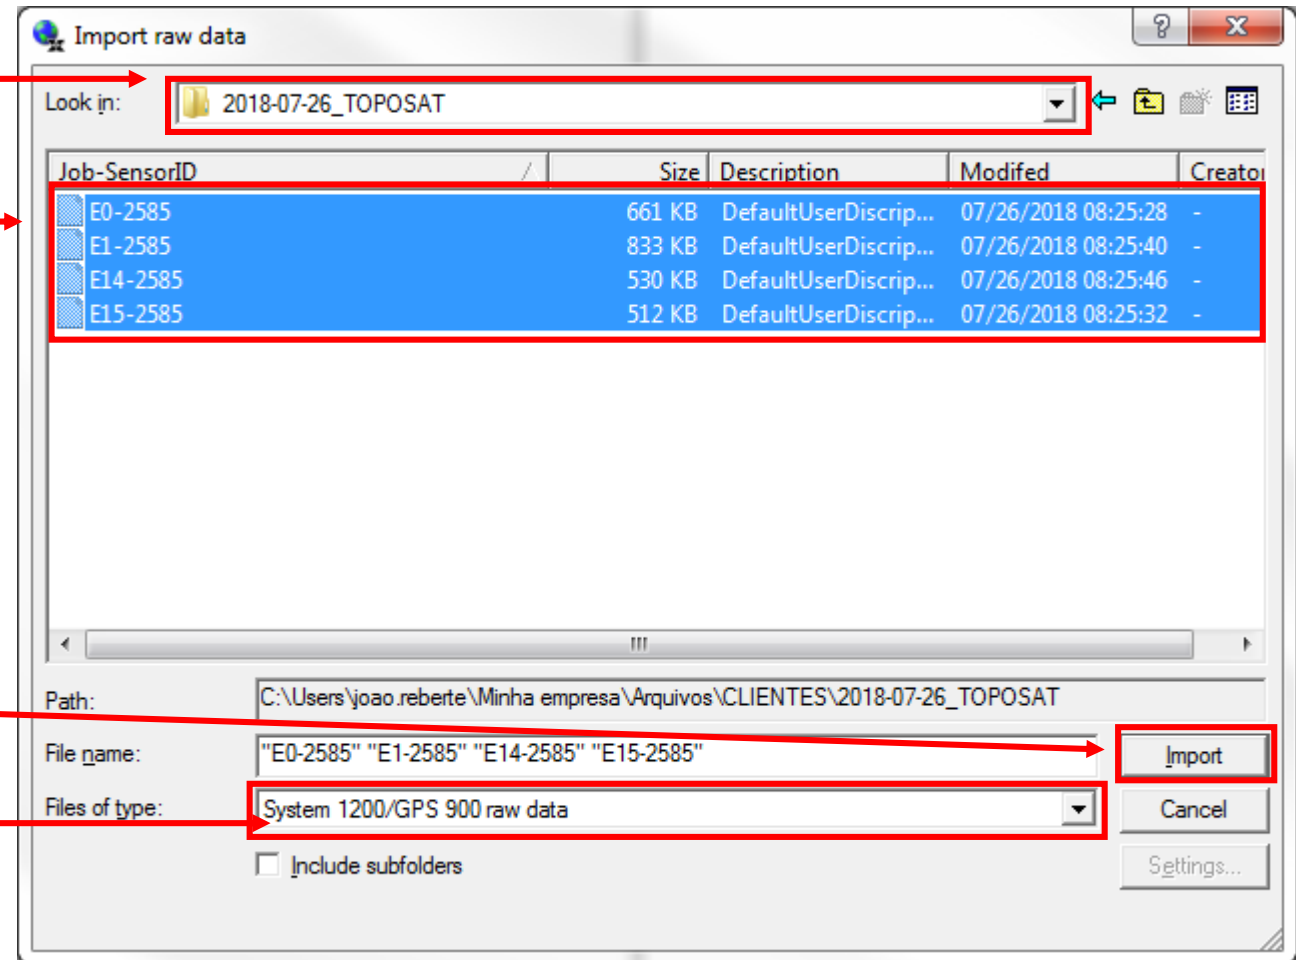 Import raw data
Look in: 2018-07-26_TOPOSAT
Job-SensorID Size Description Modifed Creator
E0-2585 661 KB DefaultUserDiscrip... 07/26/2018 08:25:28 -
E1-2585 833 KB DefaultUserDiscrip... 07/26/2018 08:25:40 -
E14-2585 530 KB DefaultUserDiscrip... 07/26/2018 08:25:46 -
E15-2585 512 KB DefaultUserDiscrip... 07/26/2018 08:25:32 -
Path: C:\Users\joao.reberte\Minha empresa\Arquivos\CLIENTES\2018-07-26_TOPOSAT
File name: "E0-2585" "E1-2585" "E14-2585" "E15-2585" Import
Files of type: System 1200/GPS 900 raw data Cancel
Include subfolders Settings...